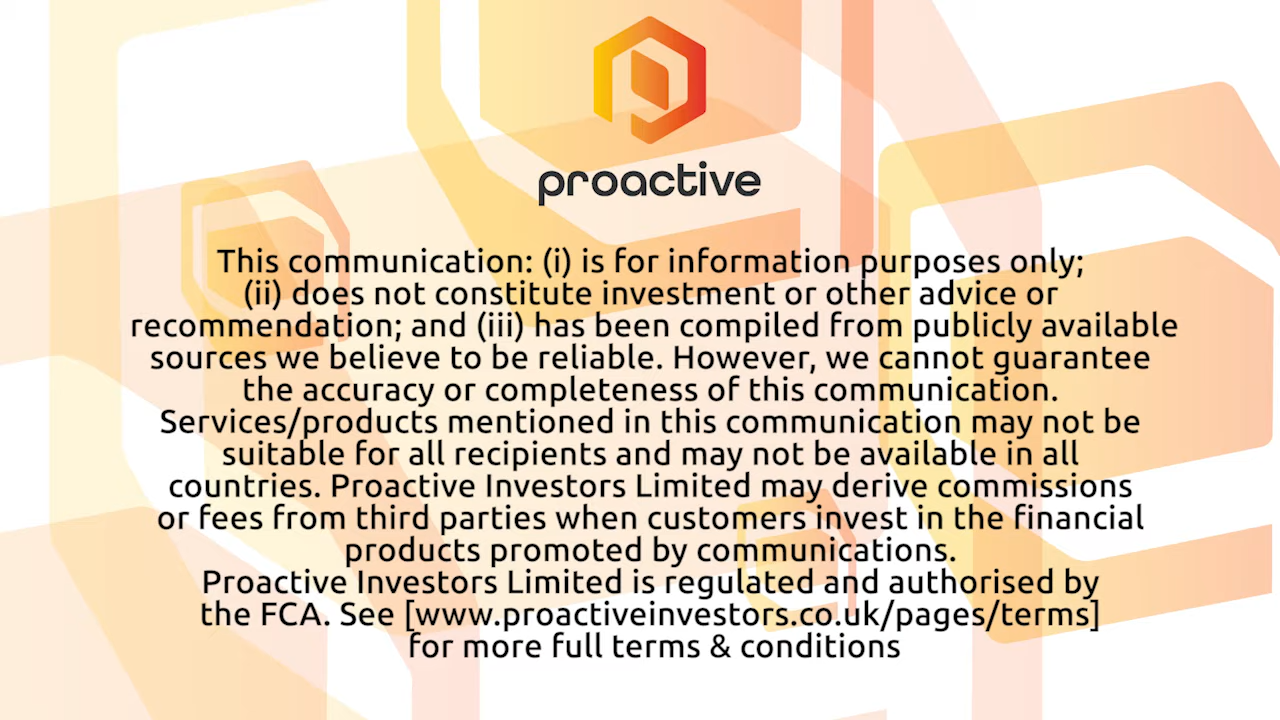 proactive
This communication: (i) is for information purposes only;
(ii) does not constitute investment or other advice or
recommendation; and (iii) has been compiled from publicly available
sources we believe to be reliable. However, we cannot guarantee
the accuracy or completeness of this communication.
Services/products mentioned in this communication may not be
suitable for all recipients and may not be available in all
countries. Proactive Investors Limited may derive commissions
or fees from third parties when customers invest in the financial
products promoted by communications.
Proactive Investors Limited is regulated and authorised by
the FCA. See [www.proactiveinvestors.co.uk/pages/terms]
for more full terms & conditions